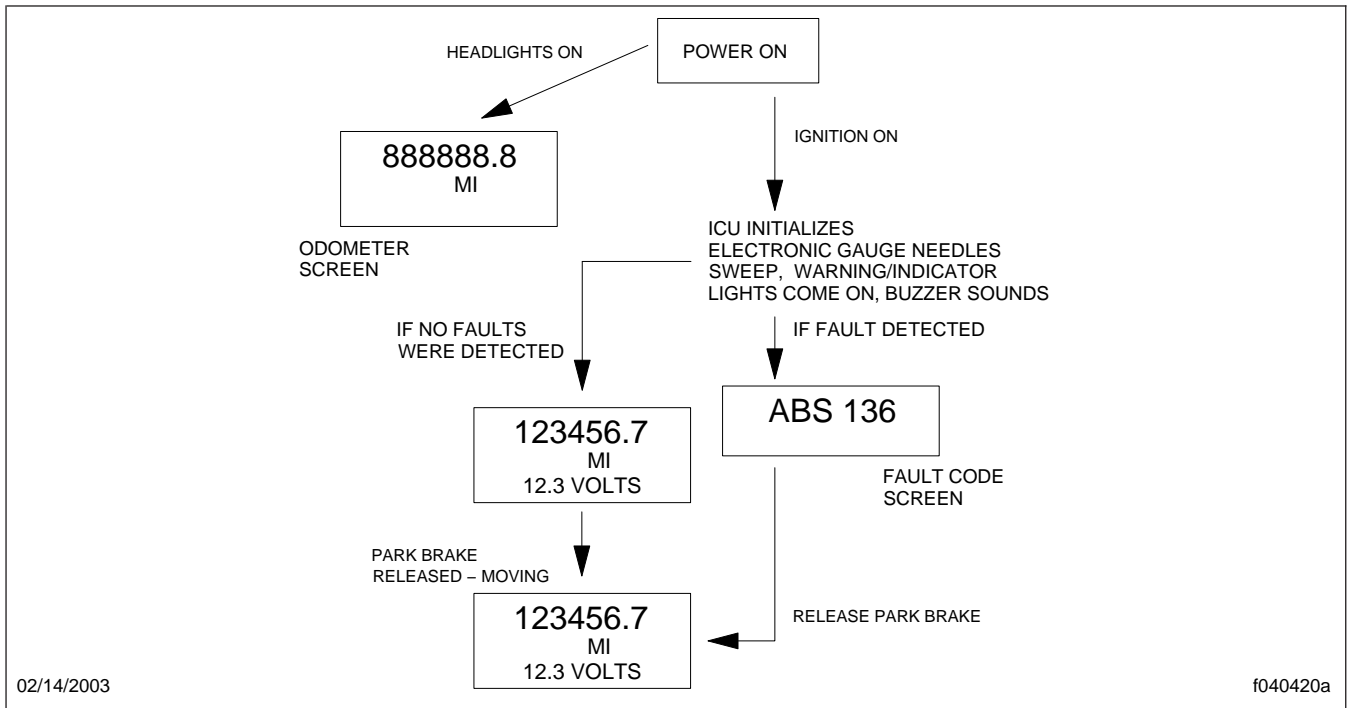 POWER ON
HEADLIGHTS ON
888888.8
MI
ODOMETER
SCREEN
IGNITION ON
ICU INITIALIZES
ELECTRONIC GAUGE NEEDLES
SWEEP, WARNING/INDICATOR
LIGHTS COME ON, BUZZER SOUNDS
IF NO FAULTS
WERE DETECTED
IF FAULT DETECTED
123456.7
MI
12.3 VOLTS
ABS 136
FAULT CODE
SCREEN
PARK BRAKE
RELEASED – MOVING
123456.7
MI
12.3 VOLTS
RELEASE PARK BRAKE
02/14/2003
f040420a